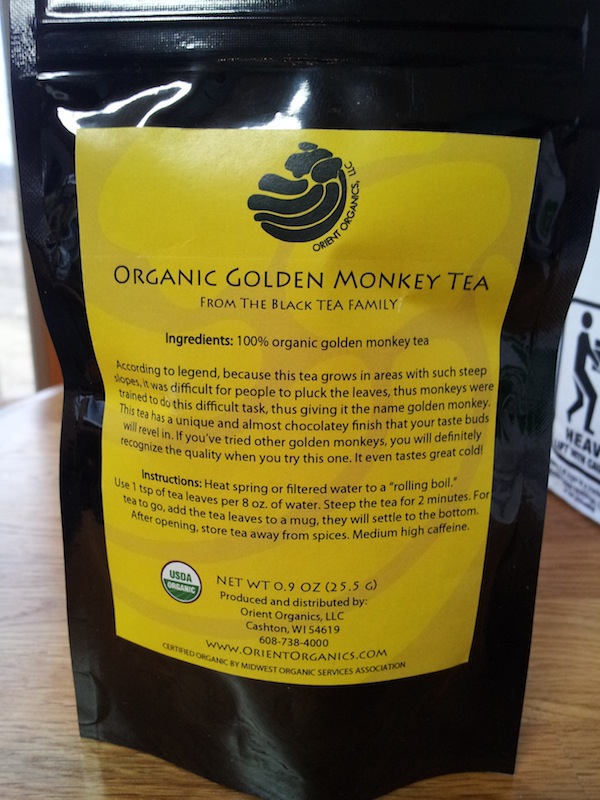 ORIENT ORGANICS, LLC
ORGANIC GOLDEN MONKEY TEA
FROM THE BLACK TEA FAMILY
Ingredients: 100% organic golden monkey tea
According to legend, because this tea grows in areas with such steep
slopes, it was difficult for people to pluck the leaves, thus monkeys were
trained to do this difficult task, thus giving it the name golden monkey.
This tea has a unique and almost chocolatey finish that your taste buds
will revel in. If you've tried other golden monkeys, you will definitely
recognize the quality when you try this one. It even tastes great cold!
Instructions: Heat spring or filtered water to a "rolling boil."
Use 1 tsp of tea leaves per 8 oz. of water. Steep the tea for 2 minutes. For
tea to go, add the tea leaves to a mug, they will settle to the bottom.
After opening, store tea away from spices. Medium high caffeine.
USDA
ORGANIC
NET WT 0.9 OZ (25.5 G)
Produced and distributed by:
Orient Organics, LLC
Cashton, WI 54619
608-738-4000
WWW.ORIENTORGANICS.COM
CERTIFIED ORGANIC BY MIDWEST ORGANIC SERVICES ASSOCIATION
HEAV
LIFT WITH